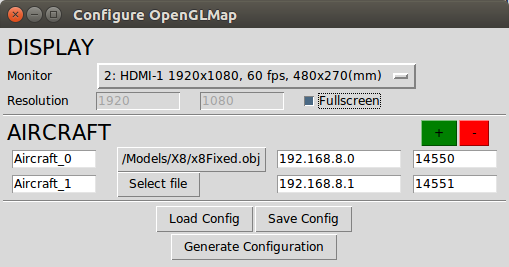 Configure OpenGLMap
DISPLAY
Monitor 2: HDMI-1 1920x1080, 60 fps, 480x270(mm)
Resolution 1920 1080 Fullscreen
AIRCRAFT + -
Aircraft_0 /Models/X8/x8Fixed.obj 192.168.8.0 14550
Aircraft_1 Select file 192.168.8.1 14551
Load Config Save Config
Generate Configuration